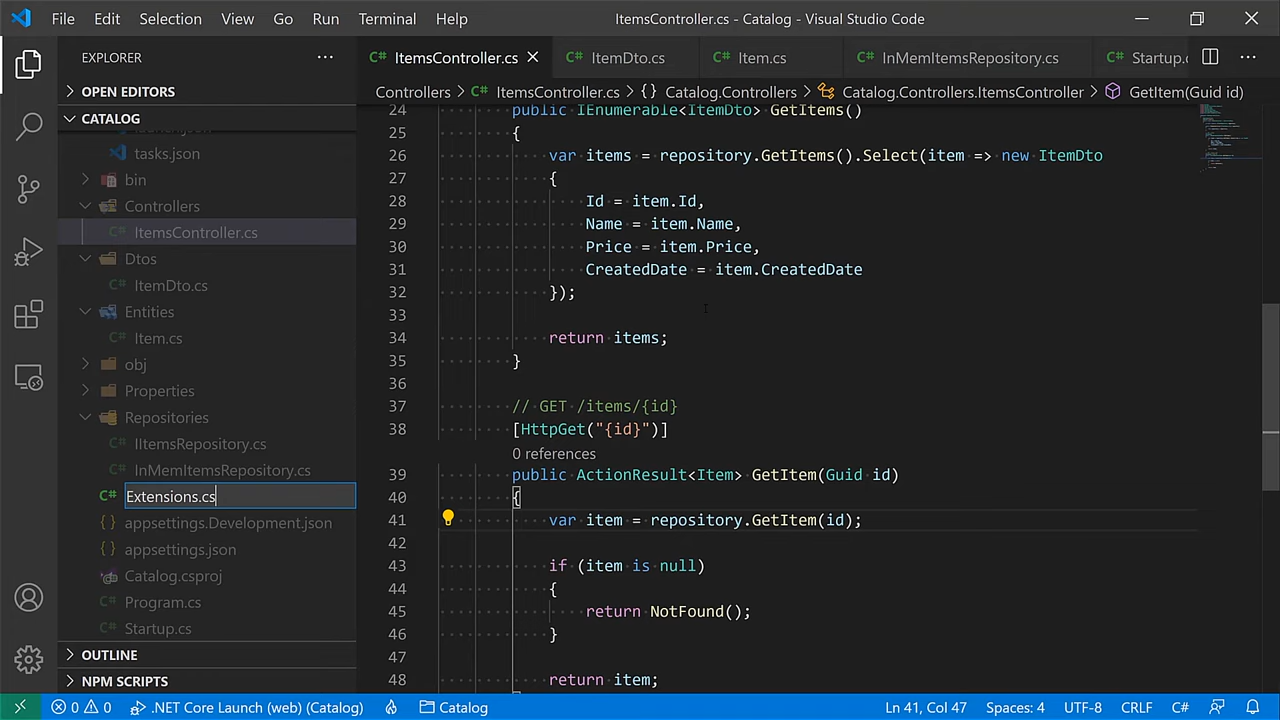 File Edit Selection View Go Run Terminal Help ItemsController.cs - Catalog - Visual Studio Code
EXPLORER
ItemsController.cs ItemDto.cs Item.cs InMemItemsRepository.cs Startup.c
OPEN EDITORS
Controllers > ItemsController.cs > {} Catalog.Controllers > Catalog.Controllers.ItemsController > GetItem(Guid id)
CATALOG
launch.json
tasks.json
bin
Controllers
ItemsController.cs
Dtos
ItemDto.cs
Entities
Item.cs
obj
Properties
Repositories
IItemsRepository.cs
InMemItemsRepository.cs
Extensions.cs
appsettings.Development.json
appsettings.json
Catalog.csproj
Program.cs
Startup.cs
OUTLINE
NPM SCRIPTS
24 public IEnumerable<ItemDto> GetItems()
25 {
26 var items = repository.GetItems().Select(item => new ItemDto
27 {
28 Id = item.Id,
29 Name = item.Name,
30 Price = item.Price,
31 CreatedDate = item.CreatedDate
32 });
33
34 return items;
35 }
36
37 // GET /items/{id}
38 [HttpGet("{id}")]
0 references
39 public ActionResult<Item> GetItem(Guid id)
40 {
41 var item = repository.GetItem(id);
42
43 if (item is null)
44 {
45 return NotFound();
46 }
47
48 return item;
0 0 .NET Core Launch (web) (Catalog) Catalog Ln 41, Col 47 Spaces: 4 UTF-8 CRLF C#